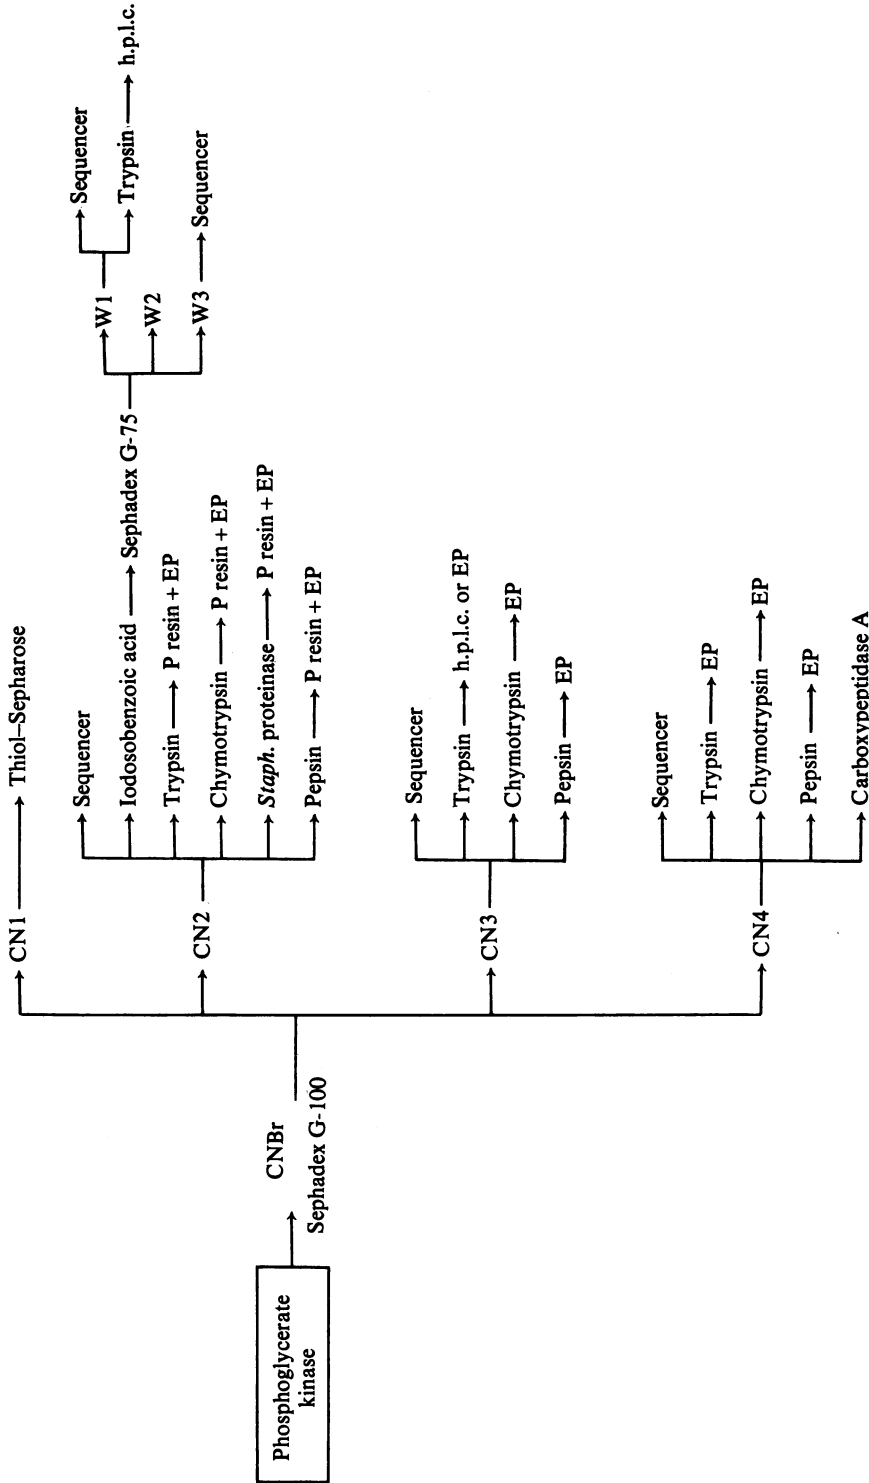 Phosphoglycerate
kinase
CNBr
Sephadex G-100
CN1
Thiol–Sepharose
CN2
Sequencer
Iodosobenzoic acid
Sephadex G-75
W1
Sequencer
Trypsin
h.p.l.c.
W2
W3
Sequencer
Trypsin
P resin + EP
Chymotrypsin
P resin + EP
Staph. proteinase
P resin + EP
Pepsin
P resin + EP
CN3
Sequencer
Trypsin
h.p.l.c. or EP
Chymotrypsin
EP
Pepsin
EP
CN4
Sequencer
Trypsin
EP
Chymotrypsin
EP
Pepsin
EP
Carboxypeptidase A